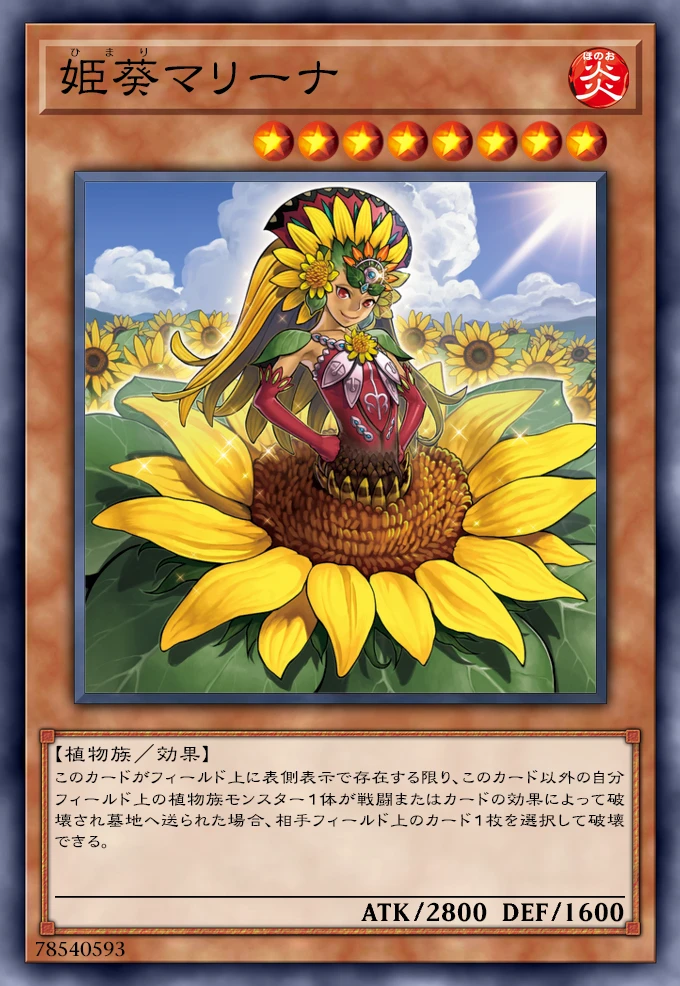 ひまり
姫葵マリーナ
ほのお
炎
【植物族／効果】
このカードがフィールド上に表側表示で存在する限り、このカード以外の自分
フィールド上の植物族モンスター１体が戦闘またはカードの効果によって破
壊され墓地へ送られた場合、相手フィールド上のカード１枚を選択して破壊
できる。
ATK/2800 DEF/1600
78540593